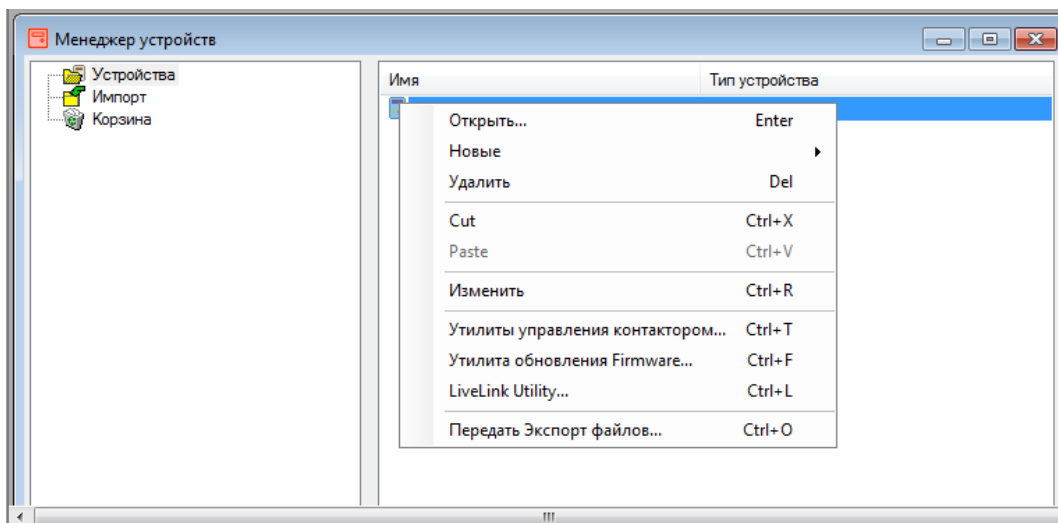 Менеджер устройств
Устройства
Импорт
Корзина
Имя Тип устройства
Открыть... Enter
Новые
Удалить Del
Cut Ctrl+X
Paste Ctrl+V
Изменить Ctrl+R
Утилиты управления контактором... Ctrl+T
Утилита обновления Firmware... Ctrl+F
LiveLink Utility... Ctrl+L
Передать Экспорт файлов... Ctrl+O